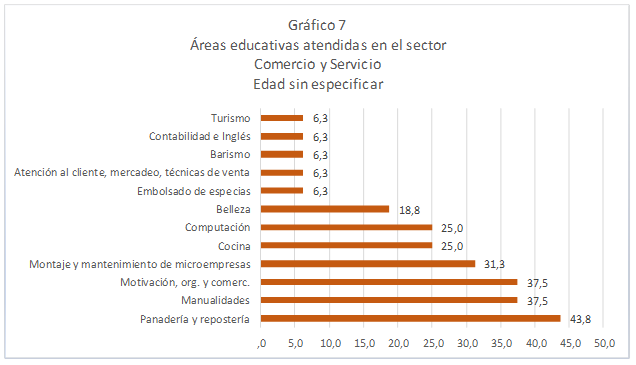 Gráfico 7
Áreas educativas atendidas en el sector
Comercio y Servicio
Edad sin especificar
Turismo 6,3
Contabilidad e Inglés 6,3
Barismo 6,3
Atención al cliente, mercadeo, técnicas de venta 6,3
Embolsado de especias 6,3
Belleza 18,8
Computación 25,0
Cocina 25,0
Montaje y mantenimiento de microempresas 31,3
Motivación, org. y comerc. 37,5
Manualidades 37,5
Panadería y repostería 43,8
,0 5,0 10,0 15,0 20,0 25,0 30,0 35,0 40,0 45,0 50,0